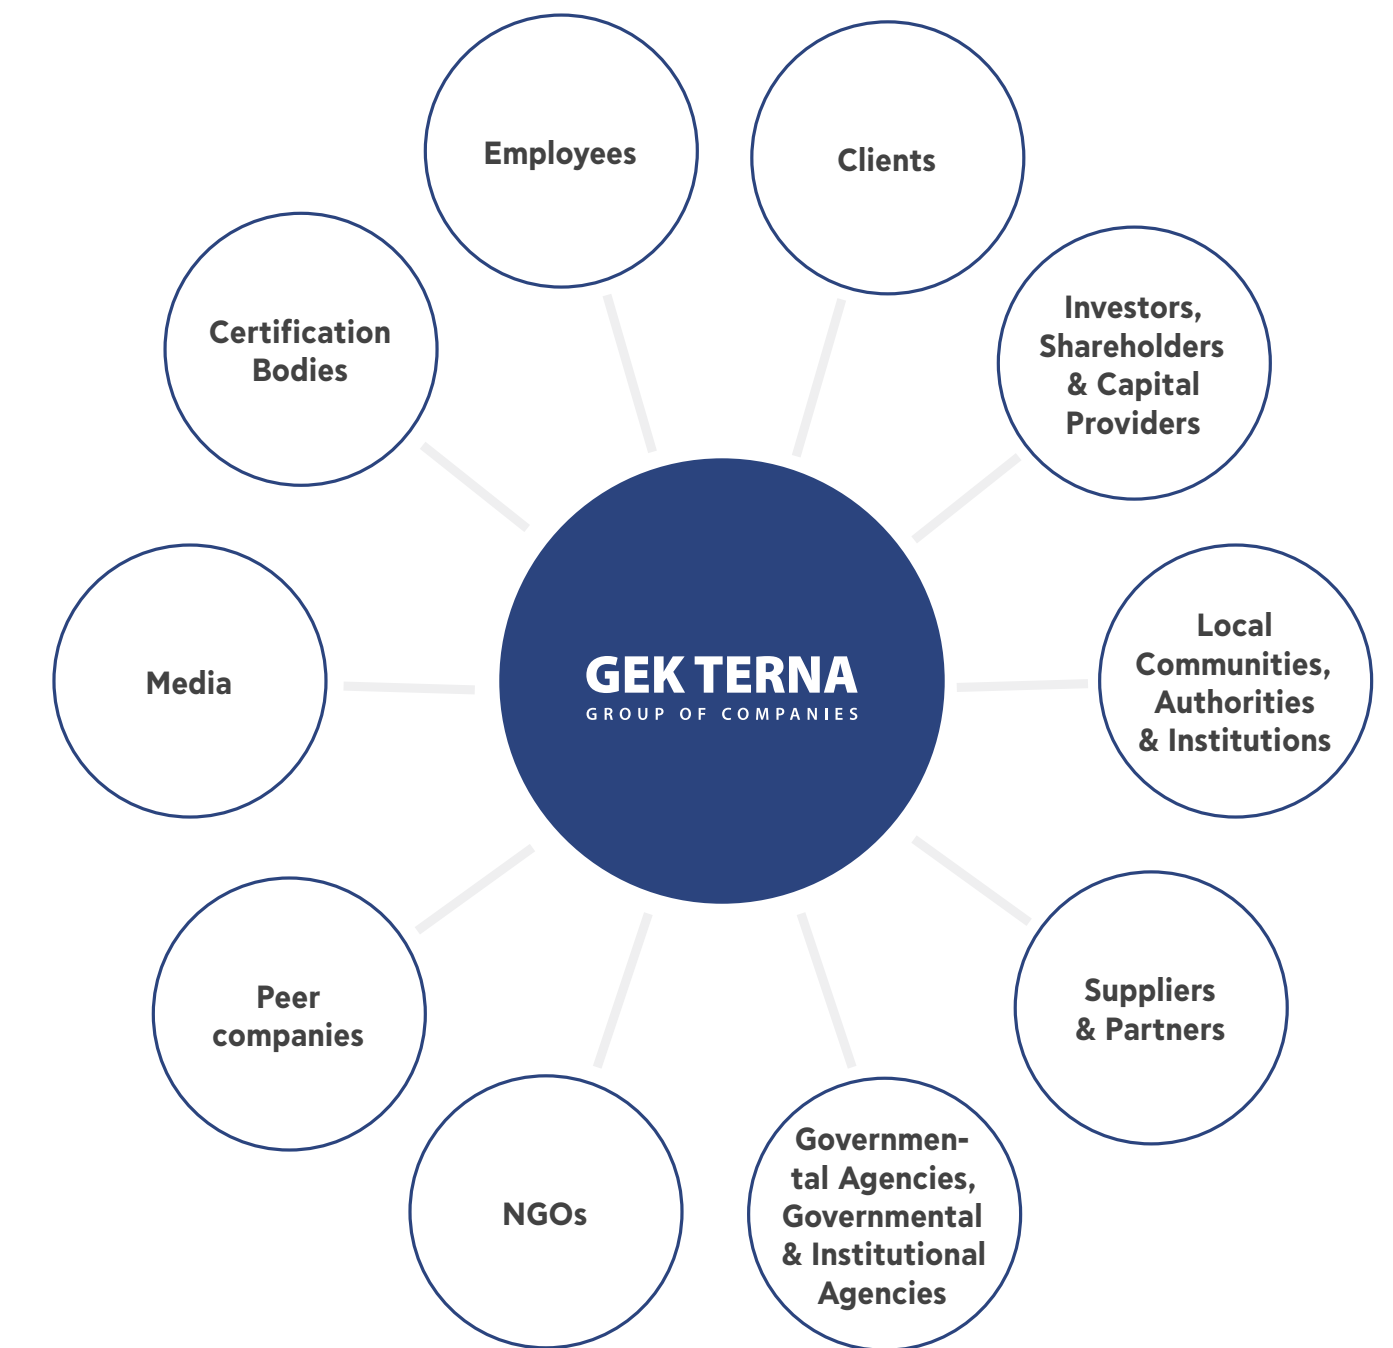 Employees
Clients
Certification
Bodies
Investors,
Shareholders
& Capital
Providers
Media
GEK TERNA
GROUP OF COMPANIES
Local
Communities,
Authorities
& Institutions
Peer
companies
Suppliers
& Partners
NGOs
Governmen-
tal Agencies,
Governmental
& Institutional
Agencies